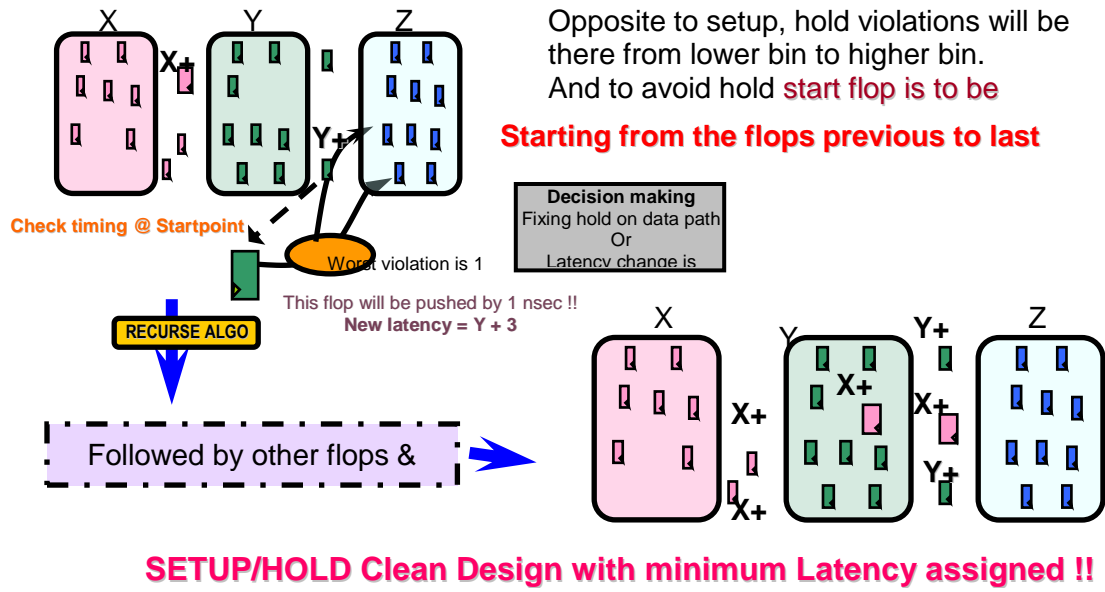 X
Y
Z
X+
Y+
Opposite to setup, hold violations will be
there from lower bin to higher bin.
And to avoid hold start flop is to be
Starting from the flops previous to last
Decision making
Fixing hold on data path
Or
Latency change is
Check timing @ Startpoint
Worst violation is 1
This flop will be pushed by 1 nsec !!
New latency = Y + 3
RECURSE ALGO
Followed by other flops &
X
Y
Z
Y+
X+
X+
X+
Y+
X+
SETUP/HOLD Clean Design with minimum Latency assigned !!